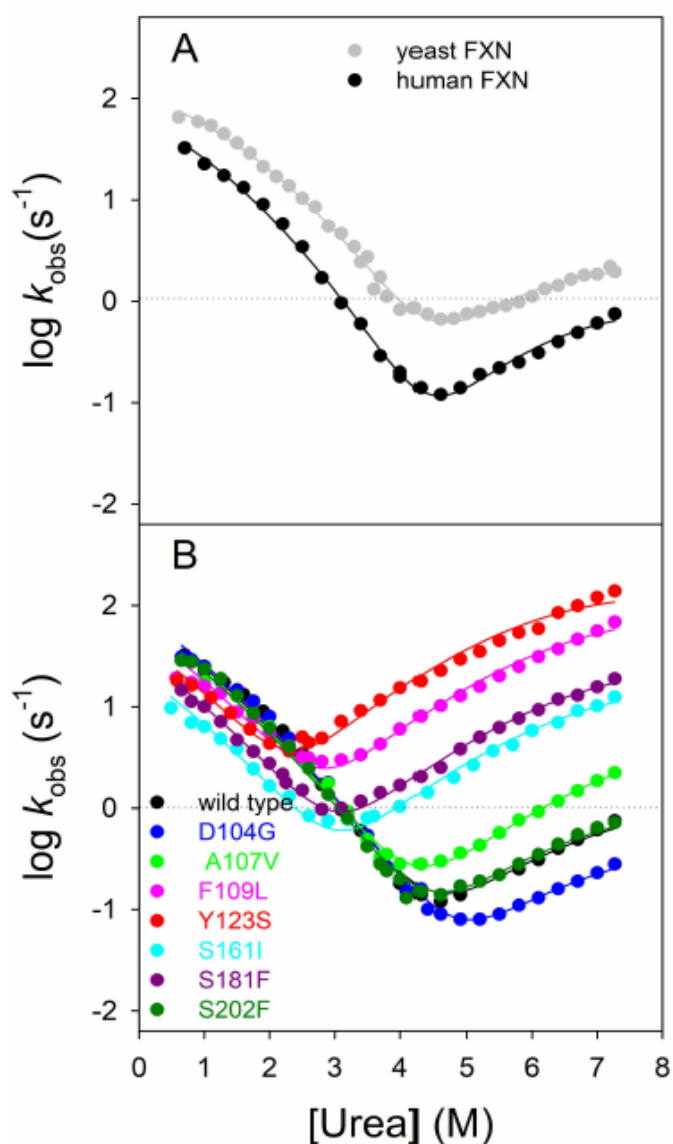 A
yeast FXN
human FXN
2
1
0
-1
-2
log kobs(s-1)
B
2
1
0
-1
-2
log kobs (s-1)
wild type
D104G
A107V
F109L
Y123S
S161I
S181F
S202F
0 1 2 3 4 5 6 7 8
[Urea] (M)